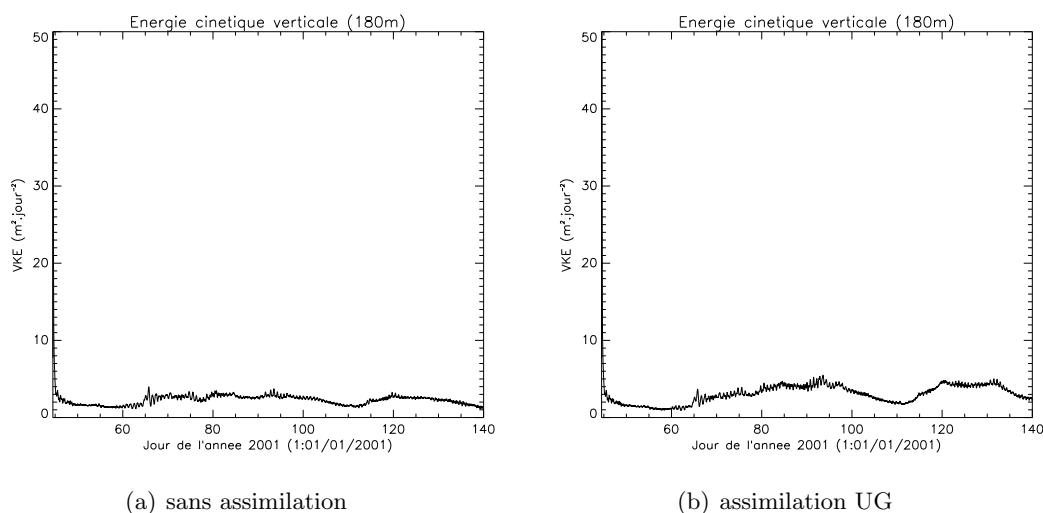 Energie cinetique verticale (180m)
50
40
30
20
10
0
VKE (m².jour⁻²)
60
80
100
120
140
Jour de l'annee 2001 (1:01/01/2001)
(a) sans assimilation
Energie cinetique verticale (180m)
50
40
30
20
10
0
VKE (m².jour⁻²)
60
80
100
120
140
Jour de l'annee 2001 (1:01/01/2001)
(b) assimilation UG